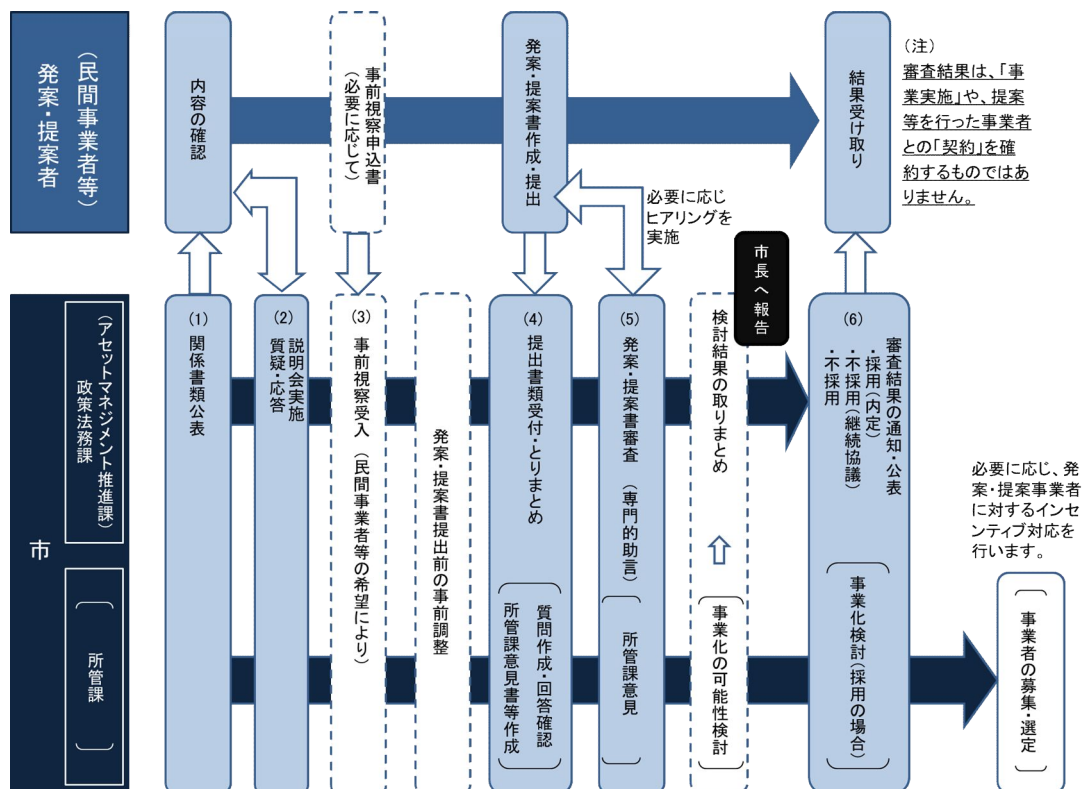 発案・提案者
（民間事業者等）
内容の確認
事前視察申込書
（必要に応じて）
発案・提案書作成・提出
結果受け取り
（注）
審査結果は、「事
業実施」や、提案
等を行った事業者
との「契約」を確
約するものではあ
りません。
必要に応じ
ヒアリングを
実施
市長へ報告
市
政策法務課
（アセットマネジメント推進課）
所管課
(1)
関係書類公表
(2)
説明会実施
質疑・応答
(3)
事前視察受入（民間事業者等の希望により）
発案・提案書提出前の事前調整
(4)
提出書類受付・とりまとめ
質問作成・回答確認
所管課意見書等作成
(5)
発案・提案書審査（専門的助言）
所管課意見
検討結果の取りまとめ
事業化の可能性検討
(6)
審査結果の通知・公表
・採用（内定）
・不採用（継続協議）
・不採用
事業化検討（採用の場合）
必要に応じ、発
案・提案事業者
に対するインセ
ンティブ対応を
行います。
事業者の募集・選定